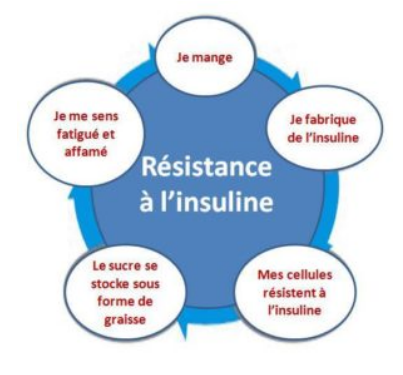 Je mange
Je fabrique
de l'insuline
Mes cellules
résistent à
l'insuline
Le sucre se
stocke sous
forme de
graisse
Je me sens
fatigué et
affamé
Résistance
à l'insuline